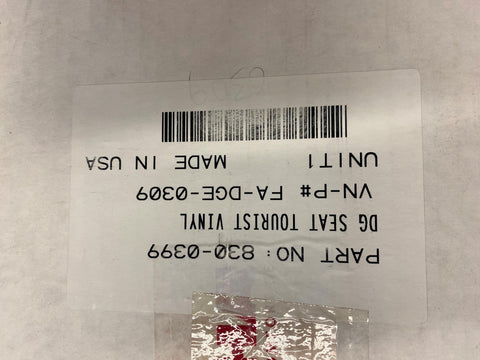 PART NO: 830-0399
DG SEAT TOURIST VINYL
VN-P# FA-DGE-0309
UNIT1 MADE IN USA